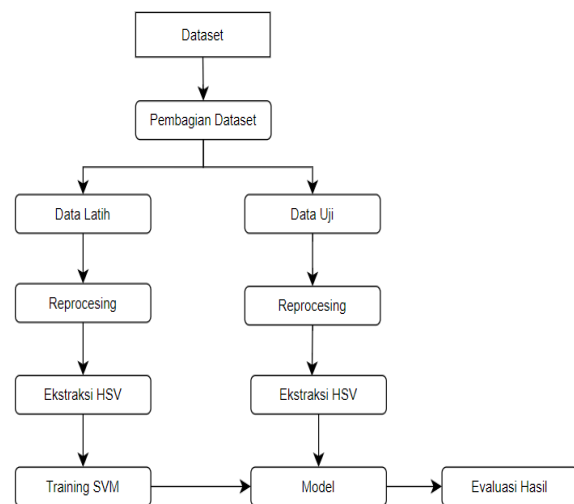 Dataset
Pembagian Dataset
Data Latih
Data Uji
Reprocesing
Reprocesing
Ekstraksi HSV
Ekstraksi HSV
Training SVM
Model
Evaluasi Hasil